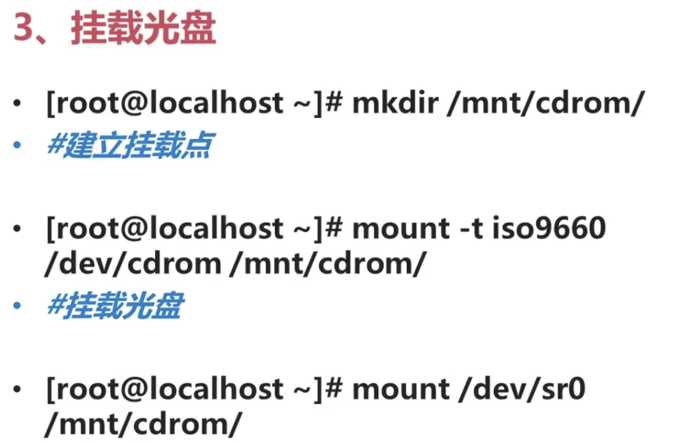 3、挂载光盘
• [root@localhost ~]# mkdir /mnt/cdrom/
• #建立挂载点
• [root@localhost ~]# mount -t iso9660
/dev/cdrom /mnt/cdrom/
• #挂载光盘
• [root@localhost ~]# mount /dev/sr0
/mnt/cdrom/